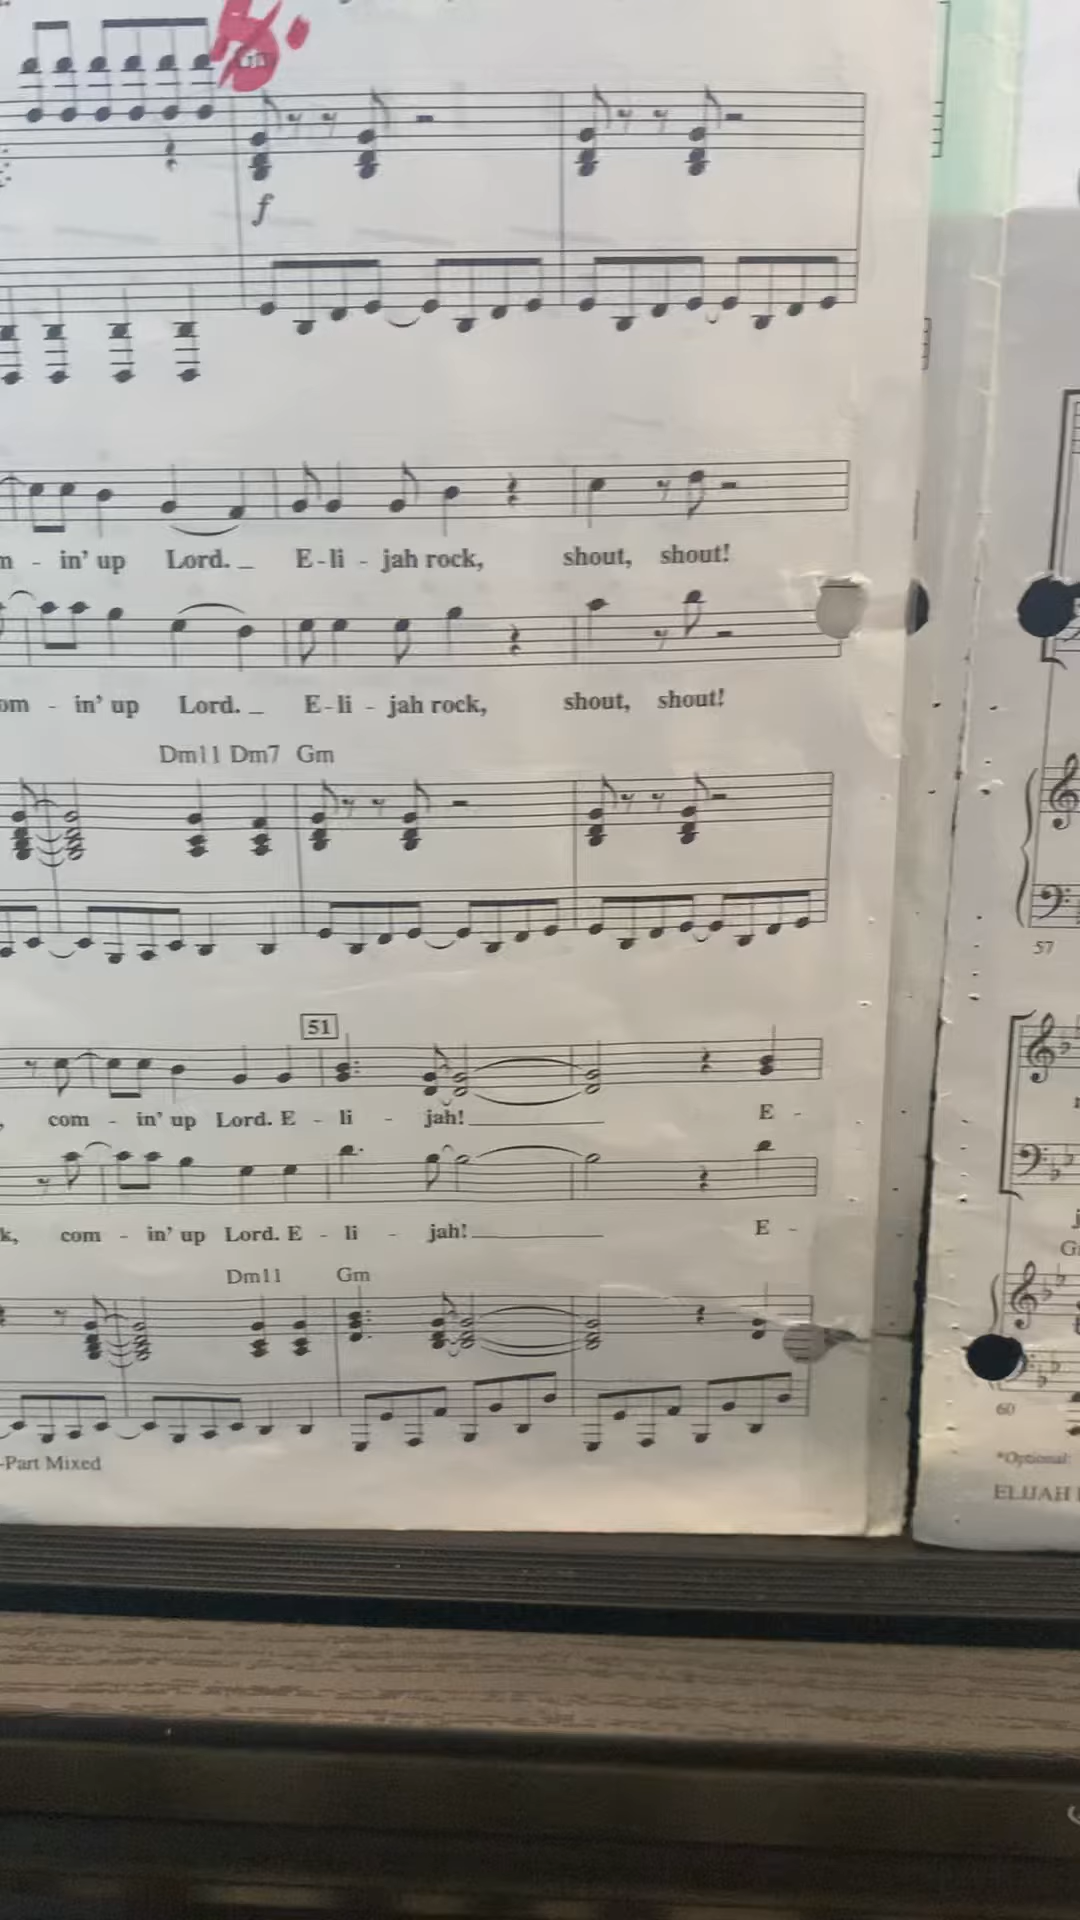 Gm
f
in' up Lord. _ E - li - jah rock, shout, shout!
om - in' up Lord. _ E - li - jah rock, shout, shout!
Dm11 Dm7 Gm
51
com - in' up Lord. E - li - jah! E -
k, com - in' up Lord. E - li - jah! E -
Dm11 Gm
-Part Mixed
57
60
*Optional:
ELIJAH